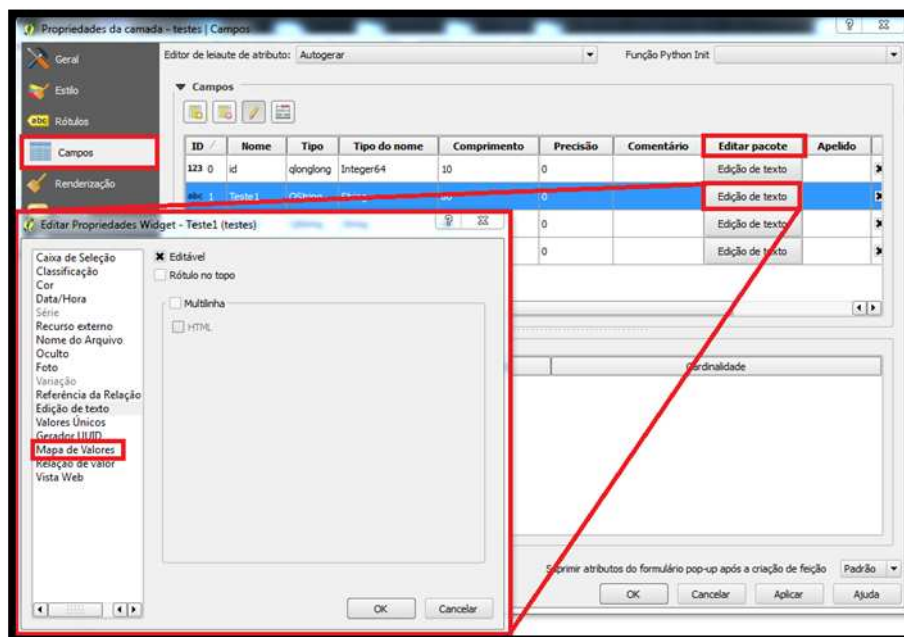 Propriedades da camada - testes | Campos
Geral
Estilo
abc Rótulos
Campos
Renderização
Editor de leiaute de atributo: Autogerar
Função Python Init
Campos
ID Nome Tipo Tipo do nome Comprimento Precisão Comentário Editar pacote Apelido
123 0 id qlonglong Integer64 10 0 Edição de texto
abc 1 Teste1 QString String 80 0 Edição de texto
0 Edição de texto
0 Edição de texto
Cardinalidade
Suprimir atributos do formulário pop-up após a criação de feição Padrão
OK Cancelar Aplicar Ajuda
Editar Propriedades Widget - Teste1 (testes)
Caixa de Seleção
Classificação
Cor
Data/Hora
Série
Recurso externo
Nome do Arquivo
Oculto
Foto
Variação
Referência da Relação
Edição de texto
Valores Únicos
Gerador UUID
Mapa de Valores
Relação de valor
Vista Web
Editável
Rótulo no topo
Multilinha
HTML
OK Cancelar